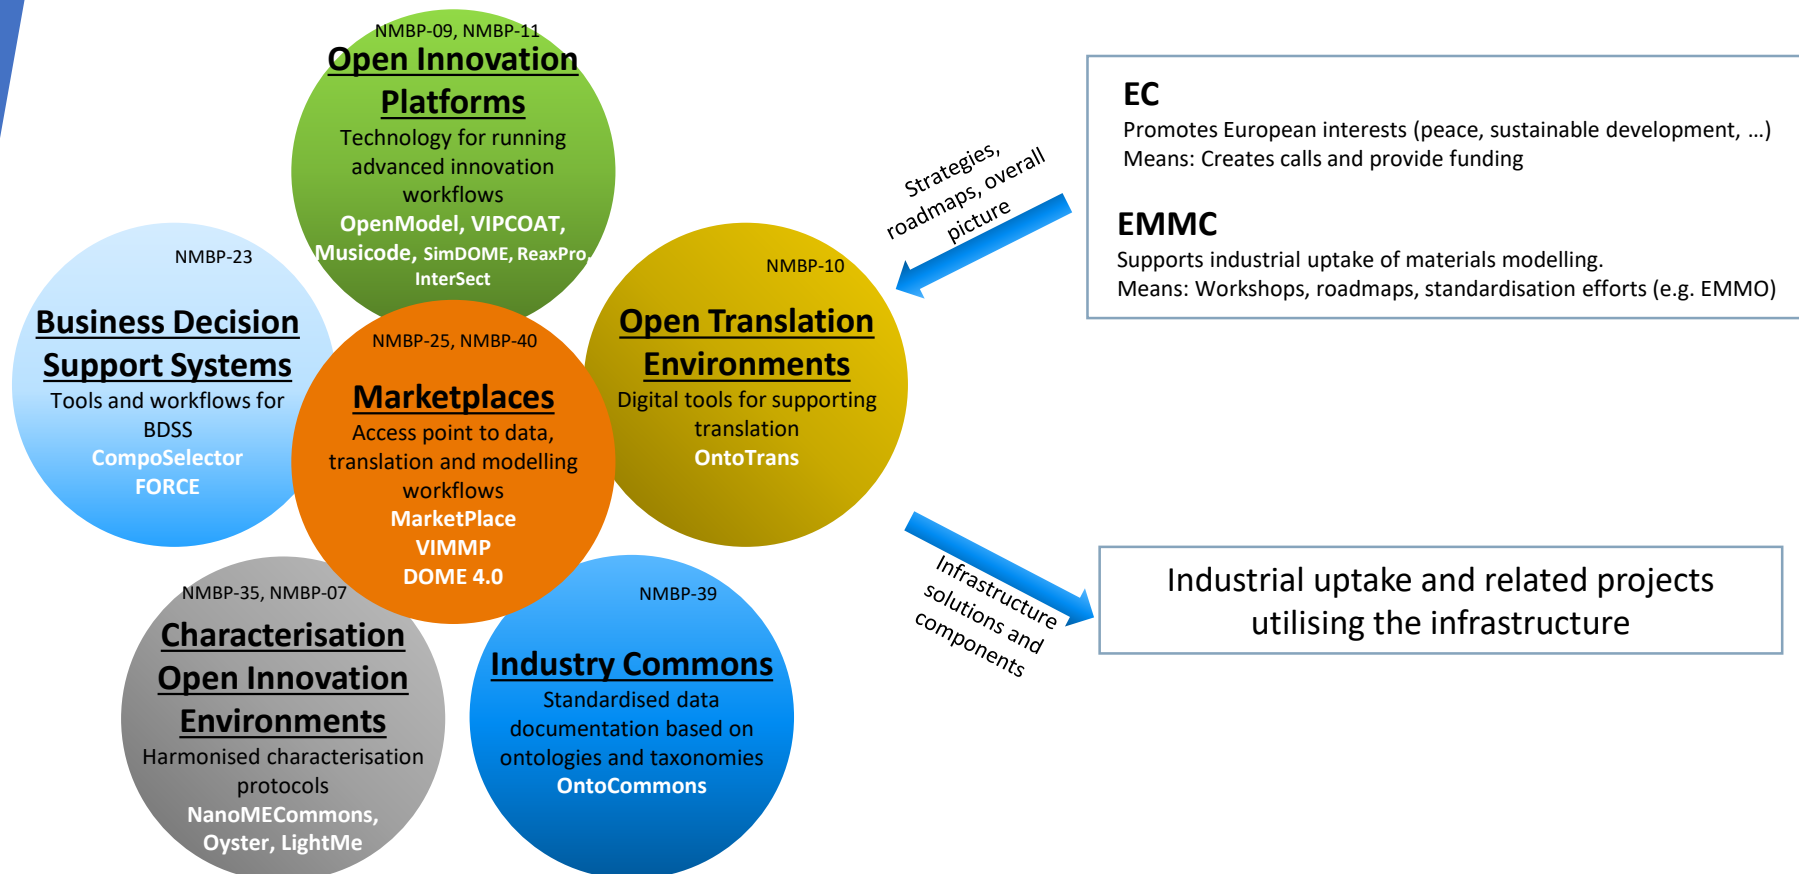 NMBP-09, NMBP-11
Open Innovation
Platforms
Technology for running
advanced innovation
workflows
OpenModel, VIPCOAT,
Musicode, SimDOME, ReaxPro,
InterSect
NMBP-23
Business Decision
Support Systems
Tools and workflows for
BDSS
CompoSelector
FORCE
NMBP-25, NMBP-40
Marketplaces
Access point to data,
translation and modelling
workflows
MarketPlace
VIMMP
DOME 4.0
NMBP-10
Open Translation
Environments
Digital tools for supporting
translation
OntoTrans
NMBP-35, NMBP-07
Characterisation
Open Innovation
Environments
Harmonised characterisation
protocols
NanoMECommons,
Oyster, LightMe
NMBP-39
Industry Commons
Standardised data
documentation based on
ontologies and taxonomies
OntoCommons
Strategies,
roadmaps, overall
picture
EC
Promotes European interests (peace, sustainable development, …)
Means: Creates calls and provide funding
EMMC
Supports industrial uptake of materials modelling.
Means: Workshops, roadmaps, standardisation efforts (e.g. EMMO)
Infrastructure
solutions and
components
Industrial uptake and related projects
utilising the infrastructure